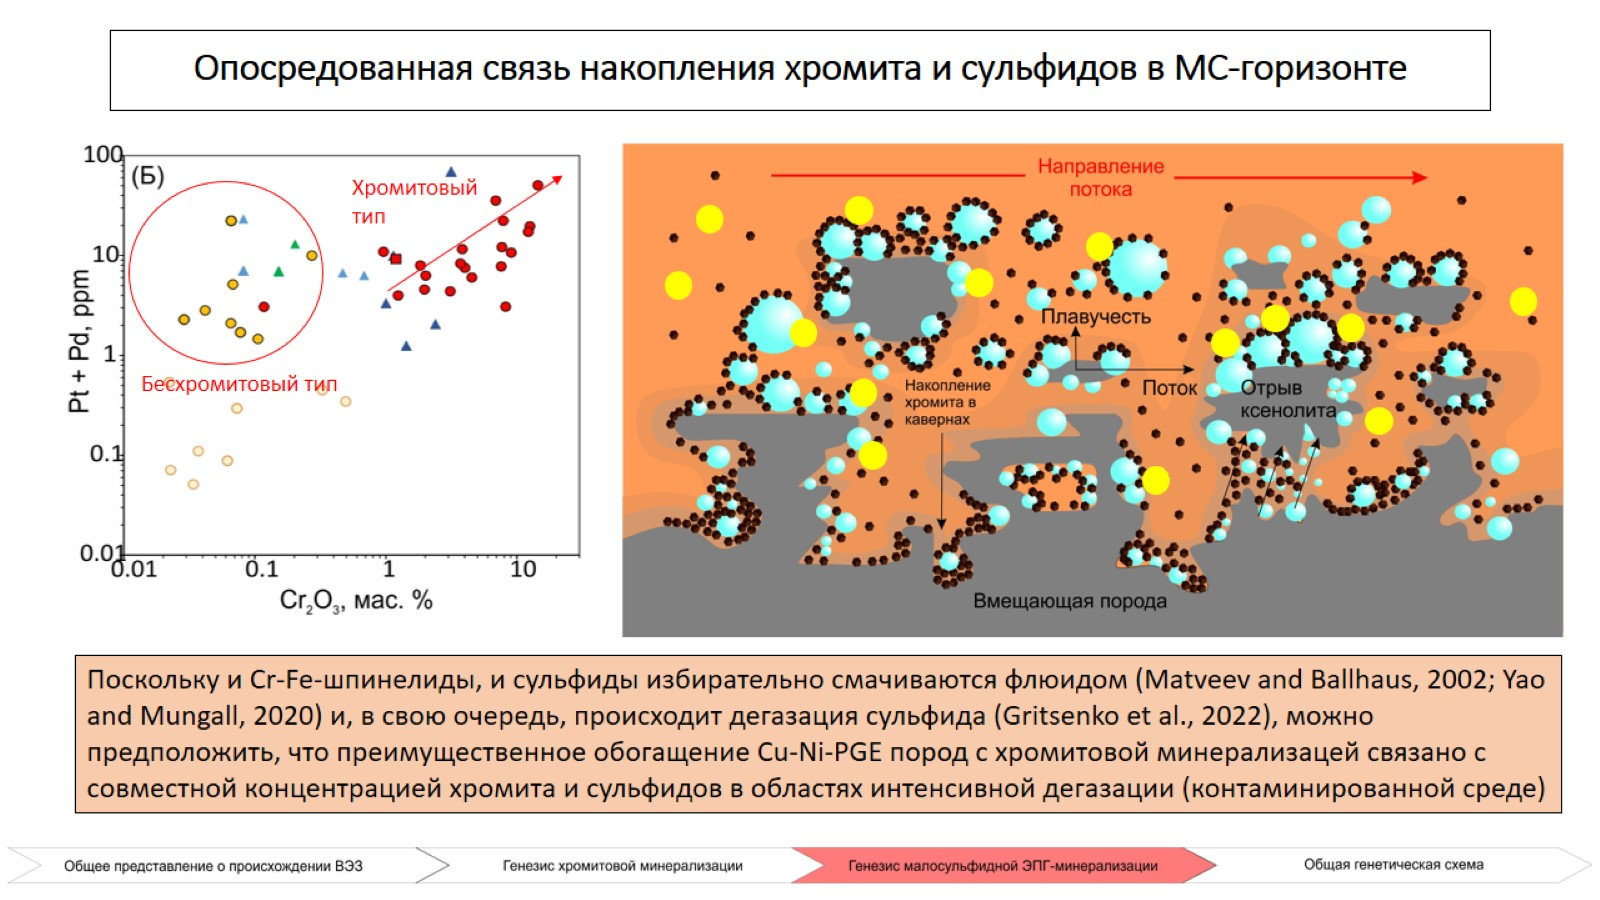 Опосредованная связь накопления хромита и сульфидов в МС-горизонте
(Б)
Хромитовый
тип
Бесхромитовый тип
100
10
1
0.1
0.01
Pt + Pd, ppm
0.01
0.1
1
10
Cr₂O₃, мас. %
Направление
потока
Плавучесть
Поток
Накопление
хромита в
кавернах
Отрыв
ксенолита
Вмещающая порода
Поскольку и Cr-Fe-шпинелиды, и сульфиды избирательно смачиваются флюидом (Matveev and Ballhaus, 2002; Yao
and Mungall, 2020) и, в свою очередь, происходит дегазация сульфида (Gritsenko et al., 2022), можно
предположить, что преимущественное обогащение Cu-Ni-PGE пород с хромитовой минерализацей связано с
совместной концентрацией хромита и сульфидов в областях интенсивной дегазации (контаминированной среде)
Общее представление о происхождении ВЭЗ
Генезис хромитовой минерализации
Генезис малосульфидной ЭПГ-минерализации
Общая генетическая схема